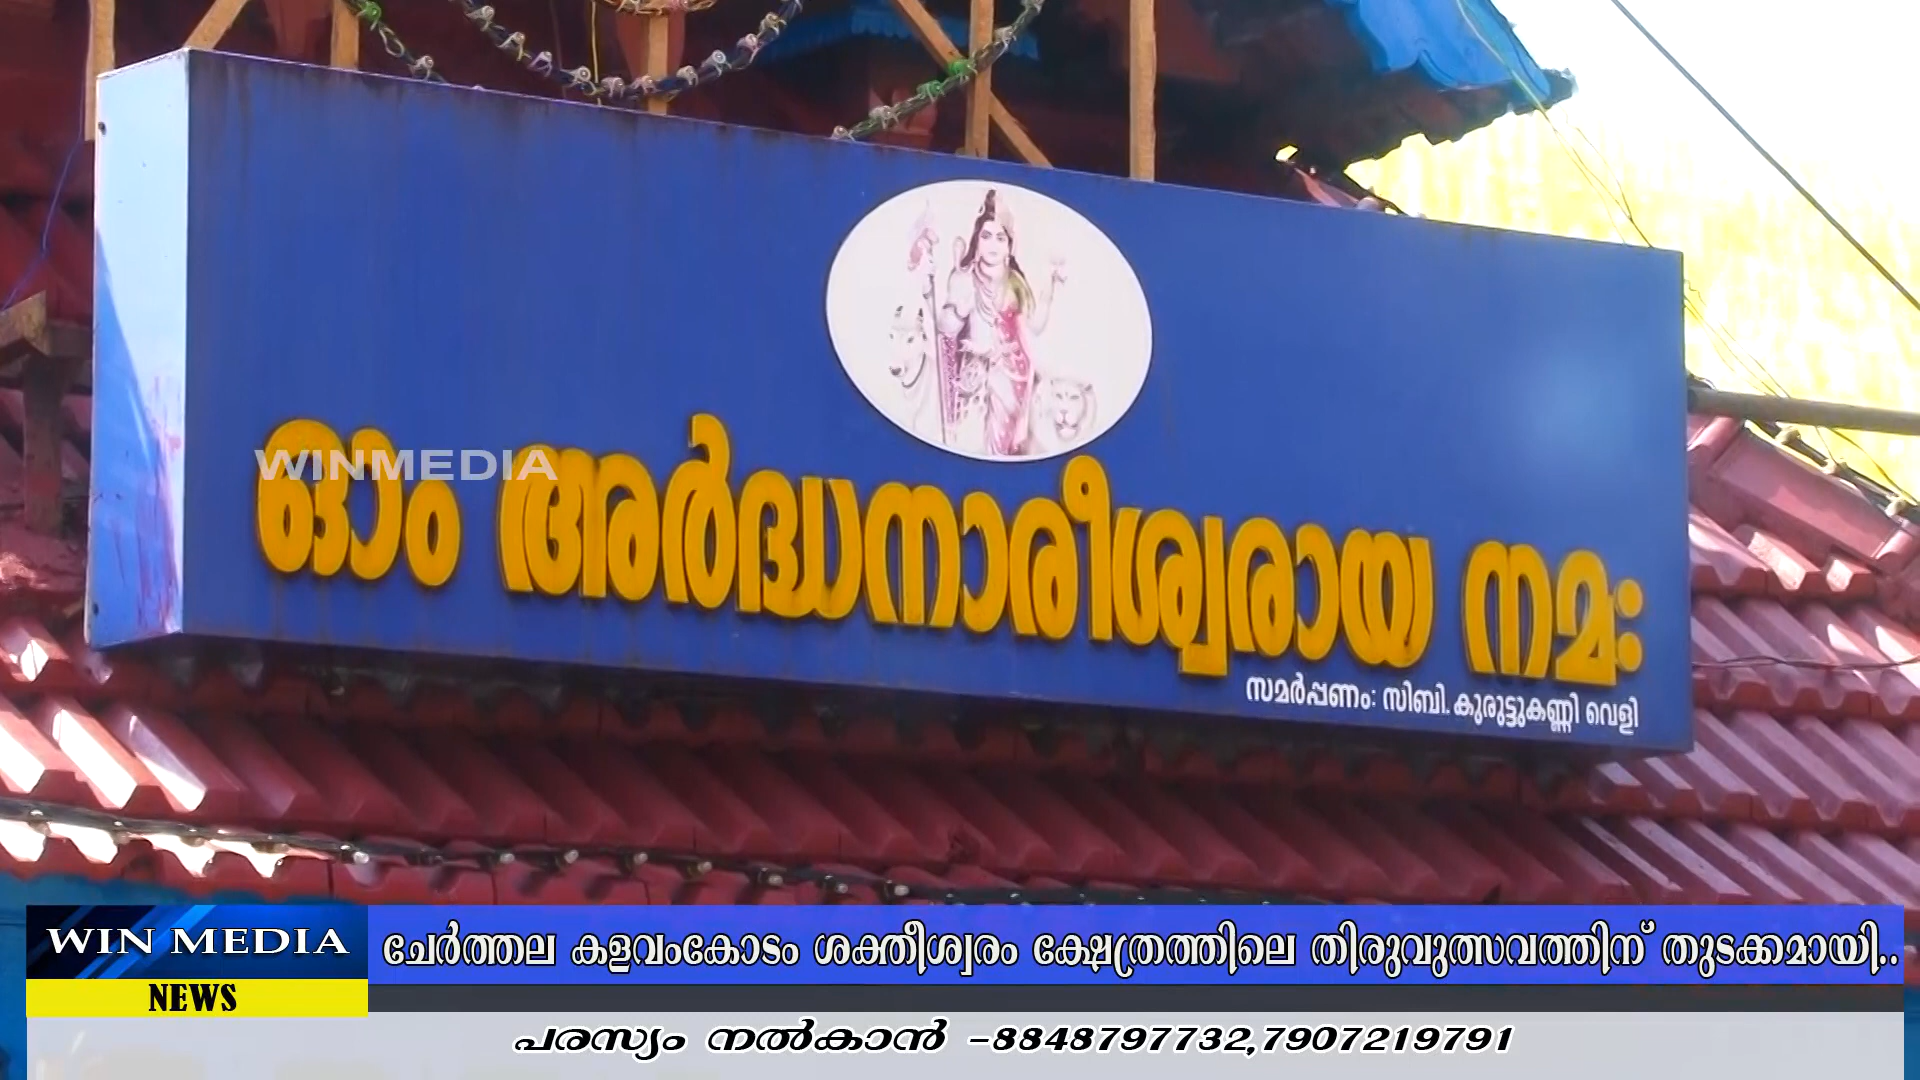 WINMEDIA
ഓം അർദ്ധനാരീശ്വരായ നമഃ
സമർപ്പണം: സിബി. കുരുട്ടുകണ്ണി വെളി
WIN MEDIA
NEWS
ചേർത്തല കളവംകോടം ശക്തീശ്വരം ക്ഷേത്രത്തിലെ തിരുവുത്സവത്തിന് തുടക്കമായി..
പരസ്യം നൽകാൻ -8848797732,7907219791